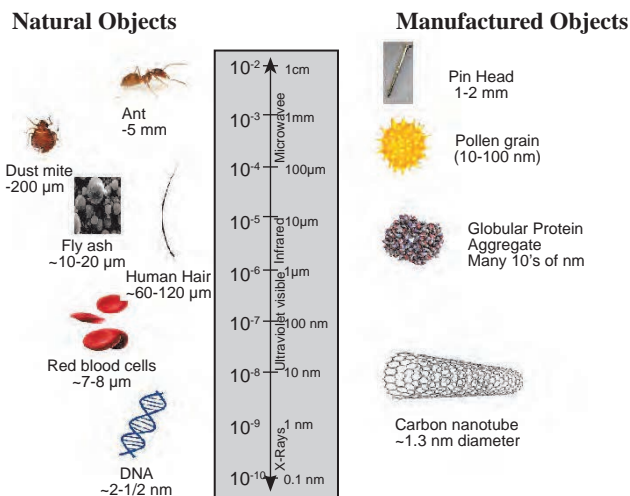 Natural Objects
Manufactured Objects
Ant
-5 mm
Dust mite
-200 µm
Fly ash
~10-20 µm
Human Hair
~60-120 µm
Red blood cells
~7-8 µm
DNA
~2-1/2 nm
10-2 1cm
10-3 1mm
10-4 100µm
10-5 10µm
10-6 1µm
10-7 100 nm
10-8 10 nm
10-9 1 nm
10-10 0.1 nm
Microwavee
Infrared
Ultraviolet visible,
X-Rays
Pin Head
1-2 mm
Pollen grain
(10-100 nm)
Globular Protein
Aggregate
Many 10's of nm
Carbon nanotube
~1.3 nm diameter